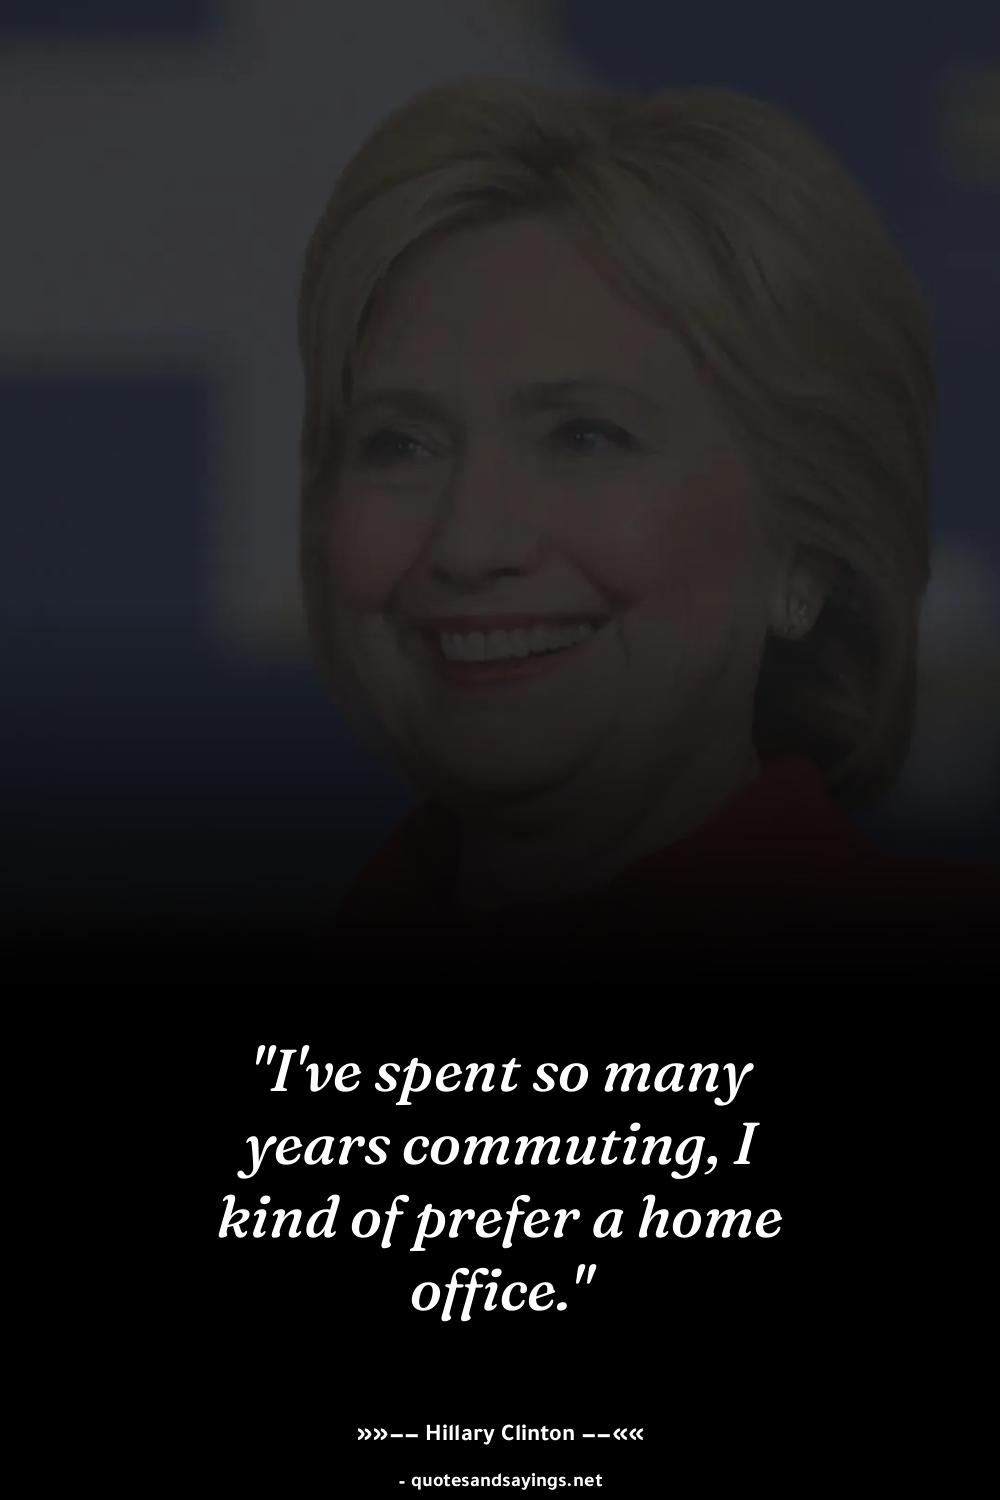 "I've spent so many
years commuting, I
kind of prefer a home
office."
»»−− Hillary Clinton −−««
- quotesandsayings.net